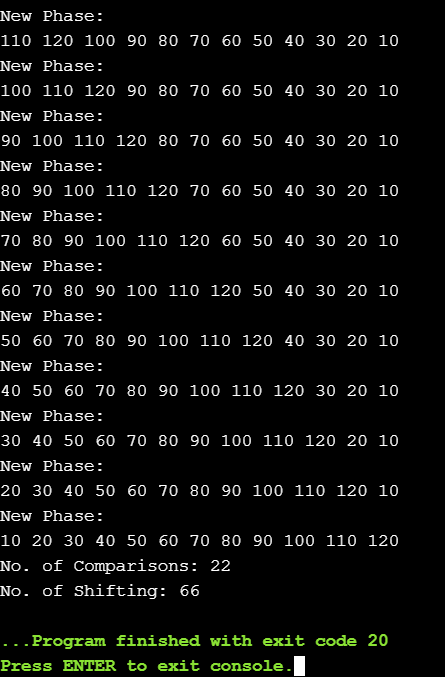 New Phase:
110 120 100 90 80 70 60 50 40 30 20 10
New Phase:
100 110 120 90 80 70 60 50 40 30 20 10
New Phase:
90 100 110 120 80 70 60 50 40 30 20 10
New Phase:
80 90 100 110 120 70 60 50 40 30 20 10
New Phase:
70 80 90 100 110 120 60 50 40 30 20 10
New Phase:
60 70 80 90 100 110 120 50 40 30 20 10
New Phase:
50 60 70 80 90 100 110 120 40 30 20 10
New Phase:
40 50 60 70 80 90 100 110 120 30 20 10
New Phase:
30 40 50 60 70 80 90 100 110 120 20 10
New Phase:
20 30 40 50 60 70 80 90 100 110 120 10
New Phase:
10 20 30 40 50 60 70 80 90 100 110 120
No. of Comparisons: 22
No. of Shifting: 66
...Program finished with exit code 20
Press ENTER to exit console.